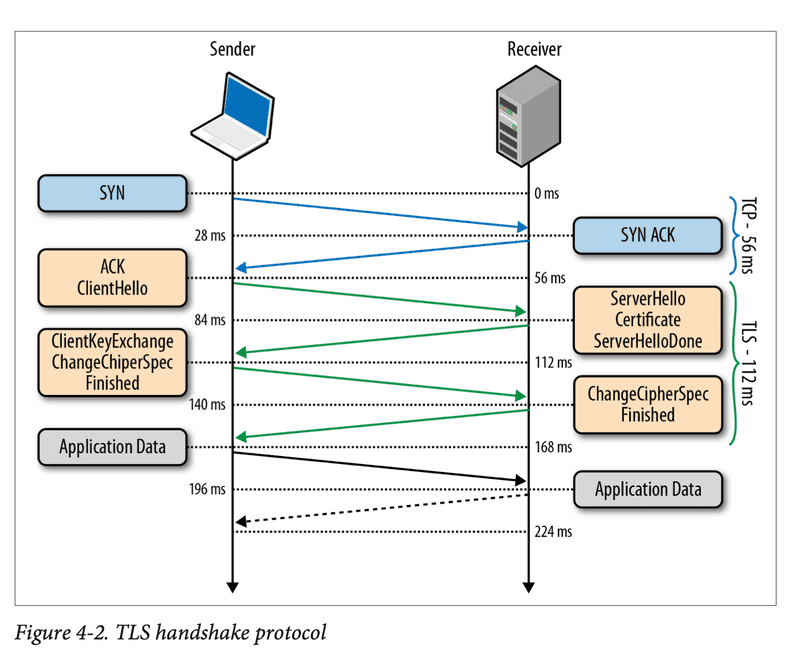 Sender
Receiver
SYN
0 ms
28 ms
SYN ACK
TCP - 56 ms
ACK
ClientHello
56 ms
84 ms
ServerHello
Certificate
ServerHelloDone
TLS - 112 ms
ClientKeyExchange
ChangeChiperSpec
Finished
112 ms
140 ms
ChangeCipherSpec
Finished
Application Data
168 ms
196 ms
Application Data
224 ms
Figure 4-2. TLS handshake protocol